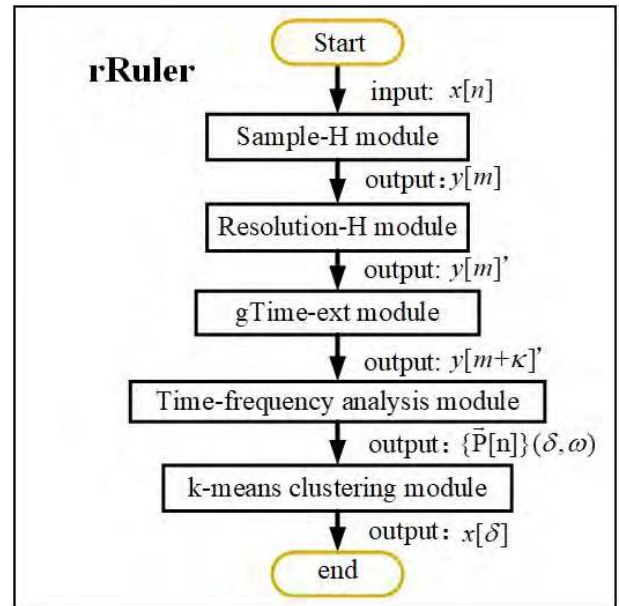 Start
rRuler
input: x[n]
Sample-H module
output: y[m]
Resolution-H module
output: y[m]’
gTime-ext module
output: y[m+κ]’
Time-frequency analysis module
output: {P⃗[n]}(δ,ω)
k-means clustering module
output: x[δ]
end